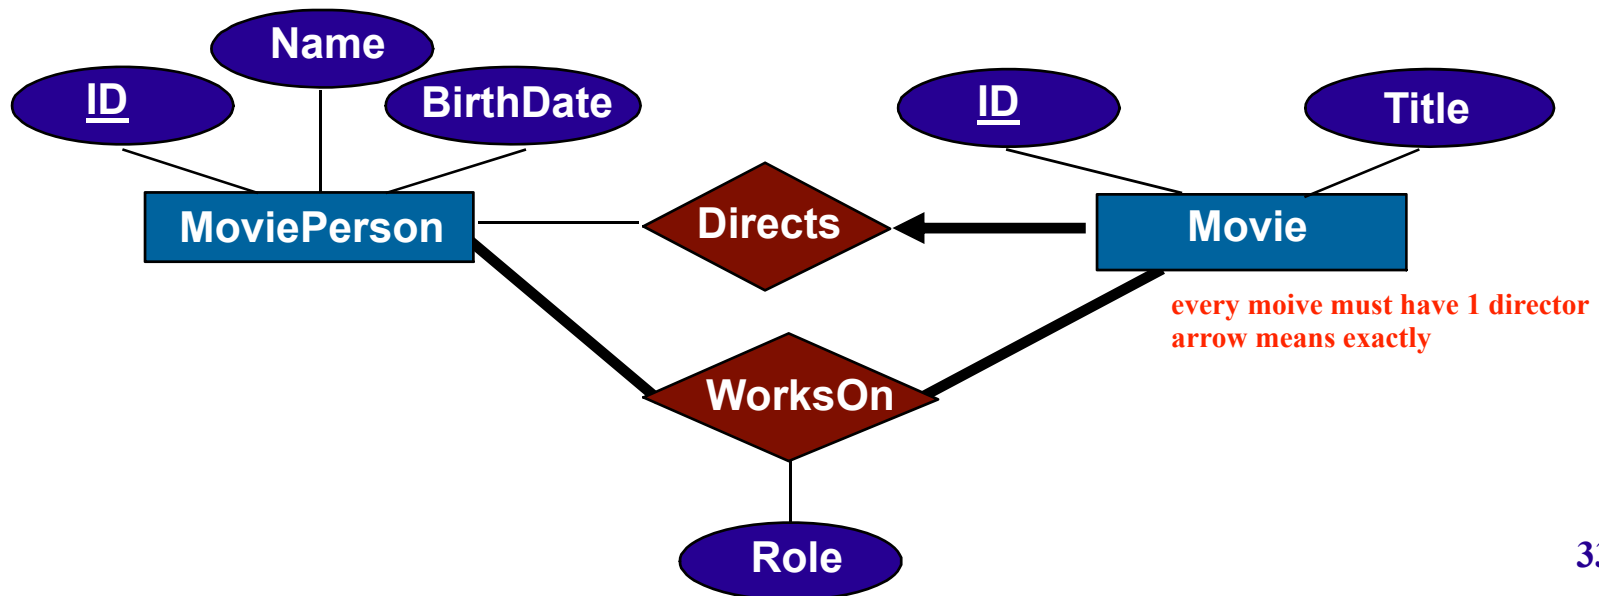 Name
ID
BirthDate
ID
Title
MoviePerson
Directs
Movie
every moive must have 1 director
arrow means exactly
WorksOn
Role